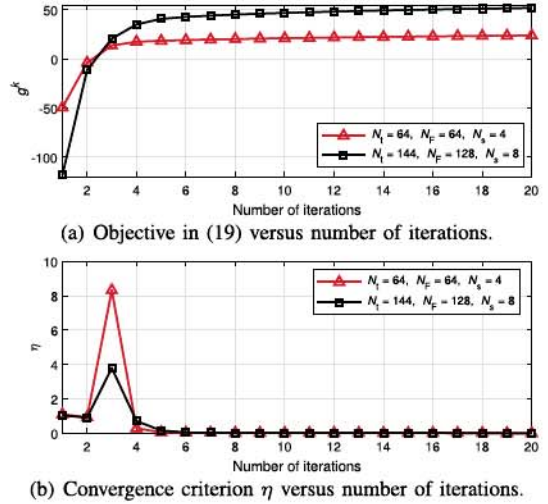 50
0
-50
-100
g^k
N_t = 64, N_F = 64, N_s = 4
N_t = 144, N_F = 128, N_s = 8
2 4 6 8 10 12 14 16 18 20
Number of iterations
(a) Objective in (19) versus number of iterations.
10
8
6
4
2
0
η
N_t = 64, N_F = 64, N_s = 4
N_t = 144, N_F = 128, N_s = 8
2 4 6 8 10 12 14 16 18 20
Number of iterations
(b) Convergence criterion η versus number of iterations.